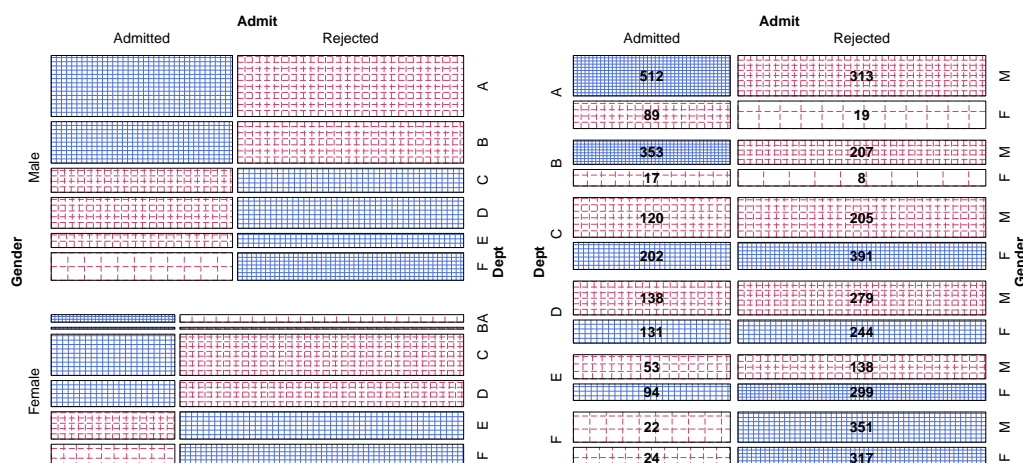 Admit
Admitted Rejected
A
B
C
D
E
F
Male
BA
C
D
E
F
Female
Gender
Dept
Admit
Admitted Rejected
A
512 313 M
89 19 F
B
353 207 M
17 8 F
C
120 205 M
202 391 F
D
138 279 M
131 244 F
E
53 138 M
94 299 F
F
22 351 M
24 317 F
Dept
Gender